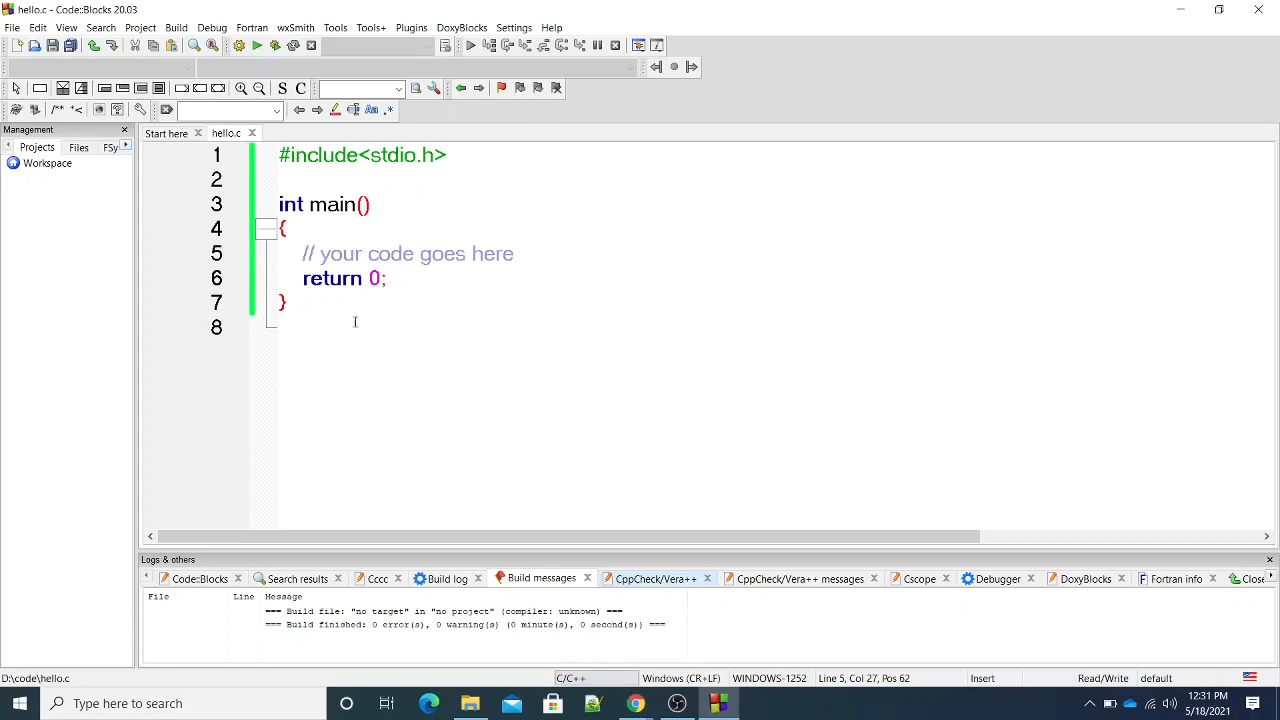 hello.c - Code::Blocks 20.03
File Edit View Search Project Build Debug Fortran wxSmith Tools Tools+ Plugins DoxyBlocks Settings Help
S C
/** *< 
Aa .*
Management
Start here hello.c
Projects Files FSy
Workspace
1 #include<stdio.h>
2
3 int main()
4 {
5 // your code goes here
6 return 0;
7 }
8
Logs & others
Code::Blocks Search results Cccc Build log Build messages CppCheck/Vera++ CppCheck/Vera++ messages Cscope Debugger DoxyBlocks Fortran info Close
File Line Message
=== Build file: "no target" in "no project" (compiler: unknown) ===
=== Build finished: 0 error(s), 0 warning(s) (0 minute(s), 0 second(s)) ===
D:\code\hello.c C/C++ Windows (CR+LF) WINDOWS-1252 Line 5, Col 27, Pos 62 Insert Read/Write default
Type here to search
12:31 PM
5/18/2021